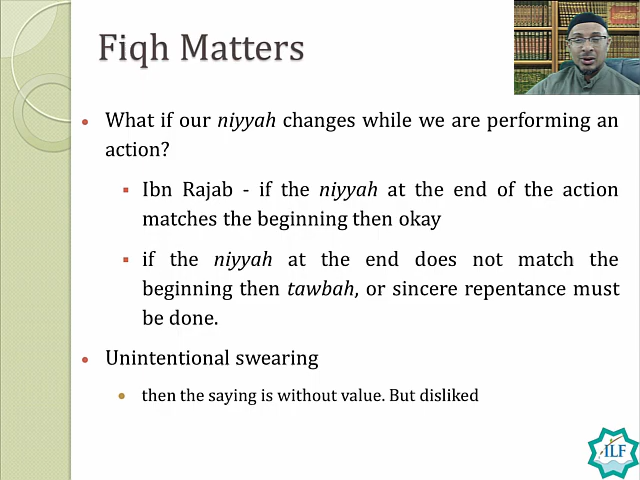 Fiqh Matters
What if our niyyah changes while we are performing an
action?
Ibn Rajab - if the niyyah at the end of the action
matches the beginning then okay
if the niyyah at the end does not match the
beginning then tawbah, or sincere repentance must
be done.
Unintentional swearing
then the saying is without value. But disliked
ILF